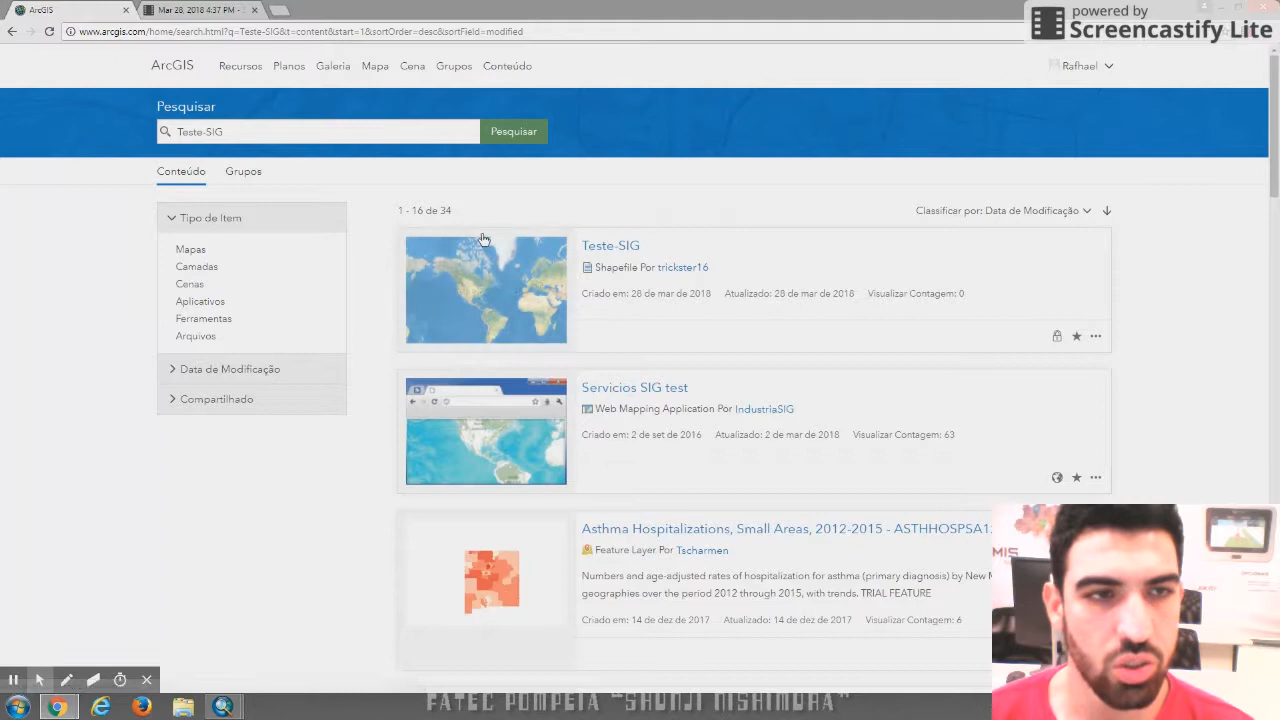 ArcGIS
Mar 28, 2018 4:37 PM -
powered by
Screencastify Lite
www.arcgis.com/home/search.html?q=Teste-SIG&t=content&start=1&sortOrder=desc&sortField=modified
ArcGIS Recursos Planos Galeria Mapa Cena Grupos Conteúdo
Rafhael
Pesquisar
Teste-SIG
Pesquisar
Conteúdo Grupos
Tipo de Item
Mapas
Camadas
Cenas
Aplicativos
Ferramentas
Arquivos
Data de Modificação
Compartilhado
1 - 16 de 34
Classificar por: Data de Modificação
Teste-SIG
Shapefile Por trickster16
Criado em: 28 de mar de 2018 Atualizado: 28 de mar de 2018 Visualizar Contagem: 0
Servicios SIG test
Web Mapping Application Por IndustriaSIG
Criado em: 2 de set de 2016 Atualizado: 2 de mar de 2018 Visualizar Contagem: 63
Asthma Hospitalizations, Small Areas, 2012-2015 - ASTHHOSPSA1
Feature Layer Por Tscharmen
Numbers and age-adjusted rates of hospitalization for asthma (primary diagnosis) by New M
geographies over the period 2012 through 2015, with trends. TRIAL FEATURE
Criado em: 14 de dez de 2017 Atualizado: 14 de dez de 2017 Visualizar Contagem: 6
FATEC POMPEIA "SHUNJI NISHIMURA"